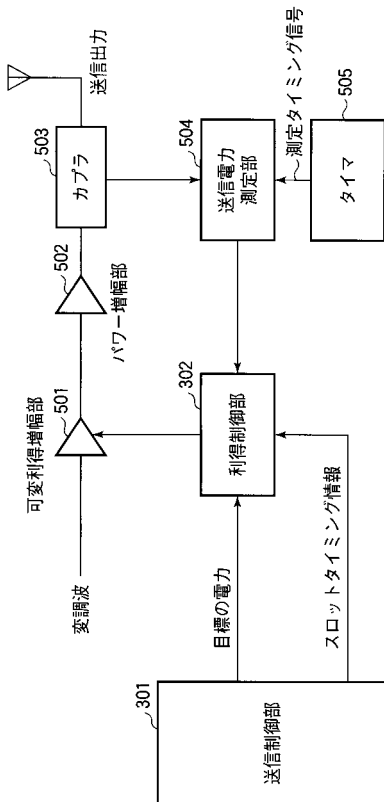 可変利得増幅部
501
502
パワー増幅部
503
カプラ
送信出力
変調波
302
利得制御部
504
送信電力
測定部
測定タイミング信号
505
タイマ
301
送信制御部
目標の電力
スロットタイミング情報